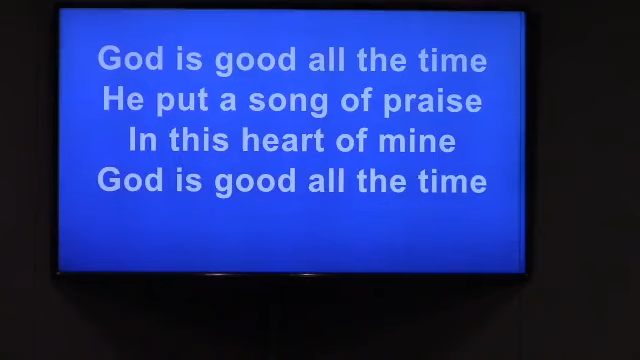 God is good all the time
He put a song of praise
In this heart of mine
God is good all the time